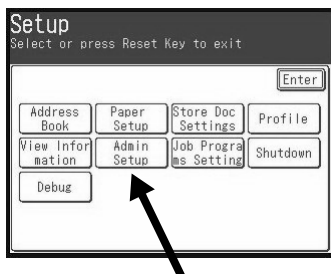 Setup
Select or press Reset Key to exit
Enter
Address Book
Paper Setup
Store Doc Settings
Profile
View Infor mation
Admin Setup
Job Progra ms Setting
Shutdown
Debug